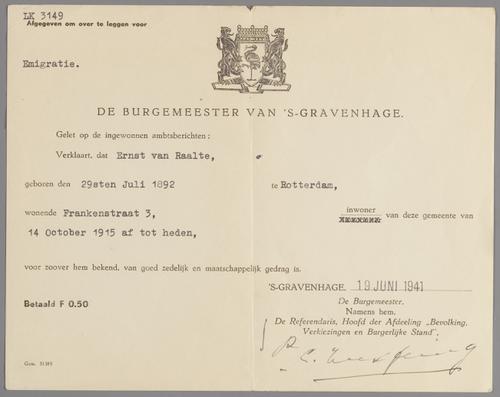 LK 3149
Afgegeven om over te leggen voor
Emigratie.
DE BURGEMEESTER VAN 'S-GRAVENHAGE.
Gelet op de ingewonnen ambtsberichten:
Verklaart, dat Ernst van Raalte,
geboren den 29sten Juli 1892 te Rotterdam,
wonende Frankenstraat 3, inwoner van deze gemeente van
14 October 1915 af tot heden,
voor zoover hem bekend, van goed zedelijk en maatschappelijk gedrag is.
'S-GRAVENHAGE, 19 JUNI 1941
Betaald F 0.50
De Burgemeester,
Namens hem,
De Referendaris, Hoofd der Afdeeling „Bevolking,
Verkiezingen en Burgerlijke Stand".
Gem.